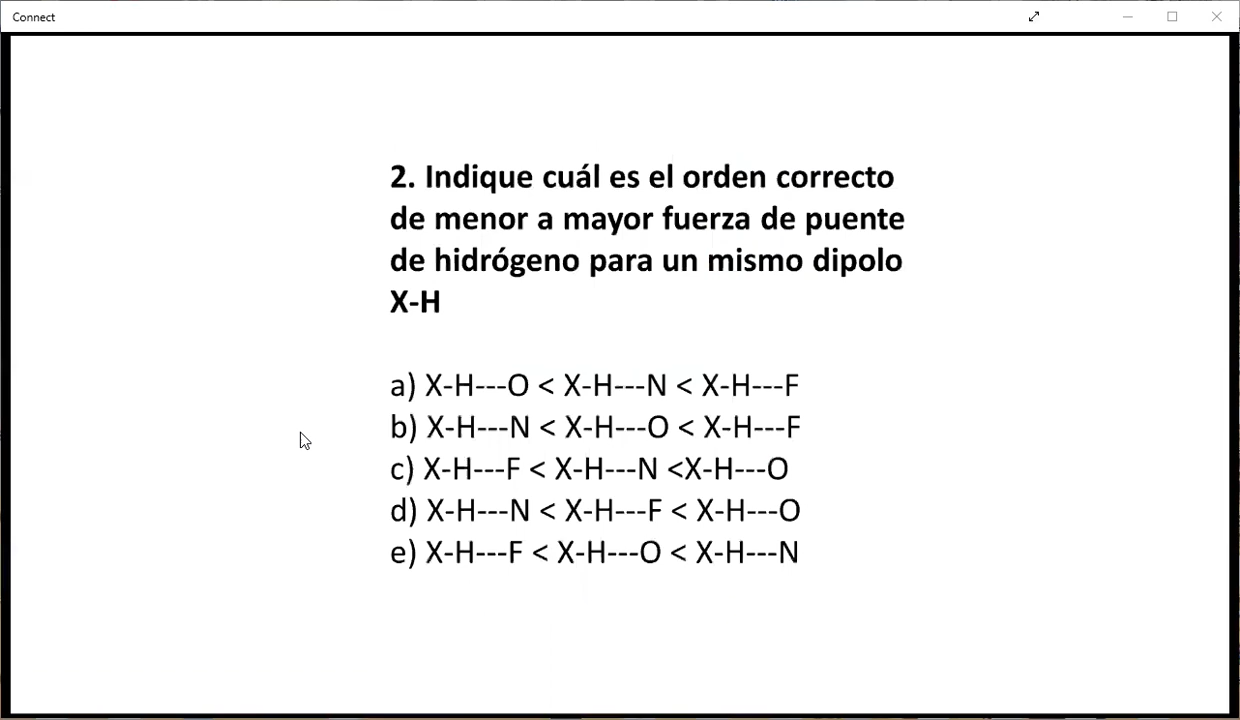 Connect
2. Indique cuál es el orden correcto
de menor a mayor fuerza de puente
de hidrógeno para un mismo dipolo
X-H
a) X-H---O < X-H---N < X-H---F
b) X-H---N < X-H---O < X-H---F
c) X-H---F < X-H---N <X-H---O
d) X-H---N < X-H---F < X-H---O
e) X-H---F < X-H---O < X-H---N